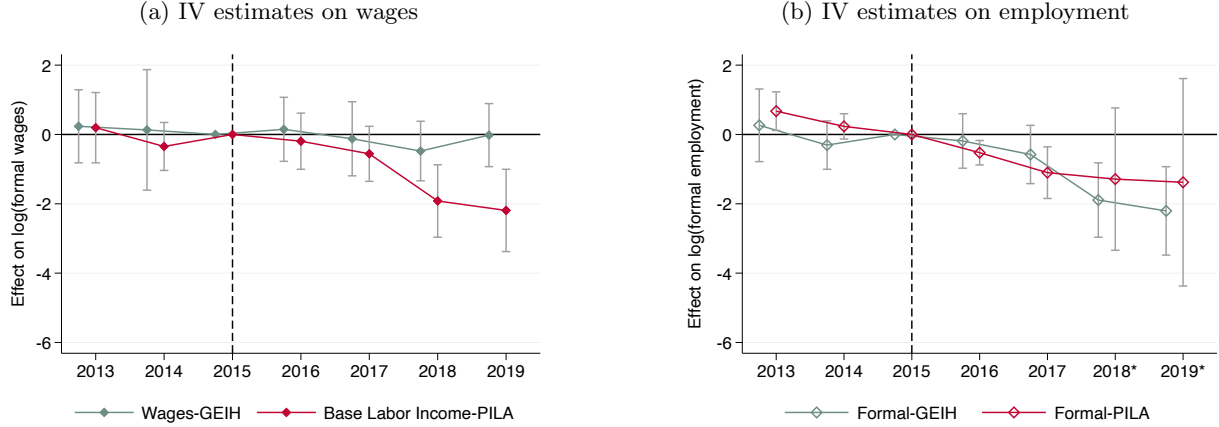 (a) IV estimates on wages
Effect on log(formal wages)
2
0
-2
-4
-6
2013 2014 2015 2016 2017 2018 2019
Wages-GEIH Base Labor Income-PILA
(b) IV estimates on employment
Effect on log(formal employment)
2
0
-2
-4
-6
2013 2014 2015 2016 2017 2018* 2019*
Formal-GEIH Formal-PILA